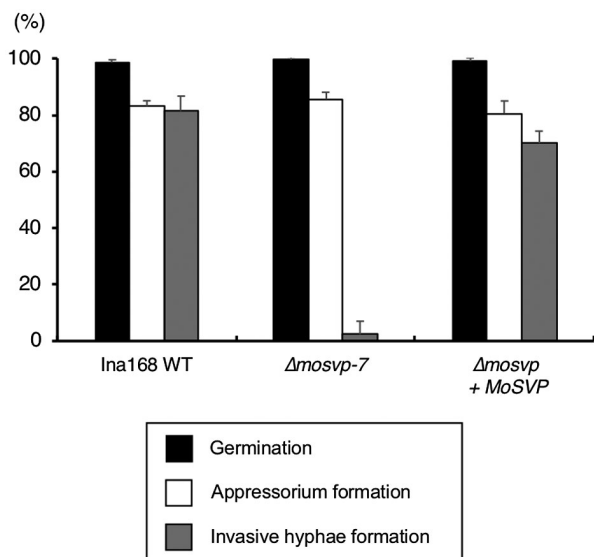 (%)
100
80
60
40
20
0
Ina168 WT
Δmosvp-7
Δmosvp
+ MoSVP
Germination
Appressorium formation
Invasive hyphae formation